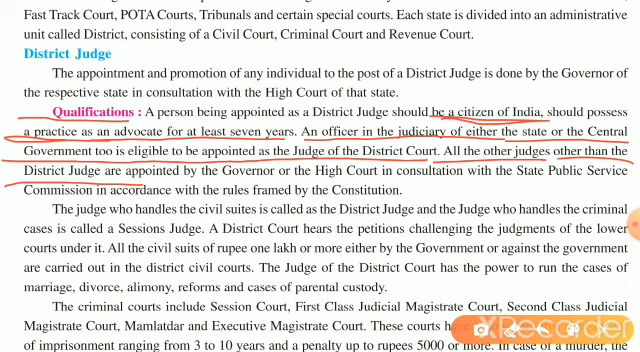 Fast Track Court, POTA Courts, Tribunals and certain special courts. Each state is divided into an administrative
unit called District, consisting of a Civil Court, Criminal Court and Revenue Court.
District Judge
The appointment and promotion of any individual to the post of a District Judge is done by the Governor of
the respective state in consultation with the High Court of that state.
Qualifications : A person being appointed as a District Judge should be a citizen of India, should possess
a practice as an advocate for at least seven years. An officer in the judiciary of either the state or the Central
Government too is eligible to be appointed as the Judge of the District Court. All the other judges other than the
District Judge are appointed by the Governor or the High Court in consultation with the State Public Service
Commission in accordance with the rules framed by the Constitution.
The judge who handles the civil suites is called as the District Judge and the Judge who handles the criminal
cases is called a Sessions Judge. A District Court hears the petitions challenging the judgments of the lower
courts under it. All the civil suits of rupee one lakh or more either by the Government or against the government
are carried out in the district civil courts. The Judge of the District Court has the power to run the cases of
marriage, divorce, alimony, reforms and cases of parental custody.
The criminal courts include Session Court, First Class Judicial Magistrate Court, Second Class Judicial
Magistrate Court, Mamlatdar and Executive Magistrate Court. These courts
of imprisonment ranging from 3 to 10 years and a penalty up to rupees 5000 or more. In case of a murder, the
XRecorder